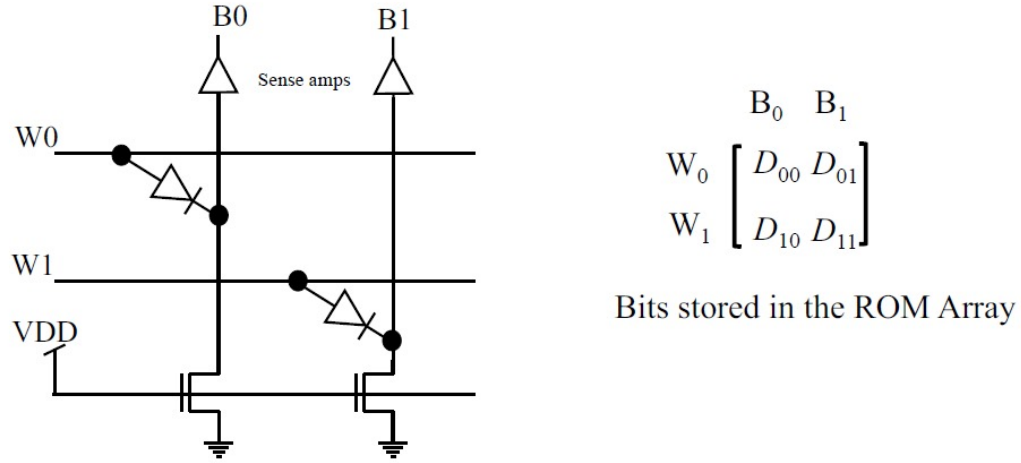 B0 B1
Sense amps
W0
W1
VDD
B₀ B₁
W₀ [ D₀₀ D₀₁ ]
W₁ [ D₁₀ D₁₁ ]
Bits stored in the ROM Array